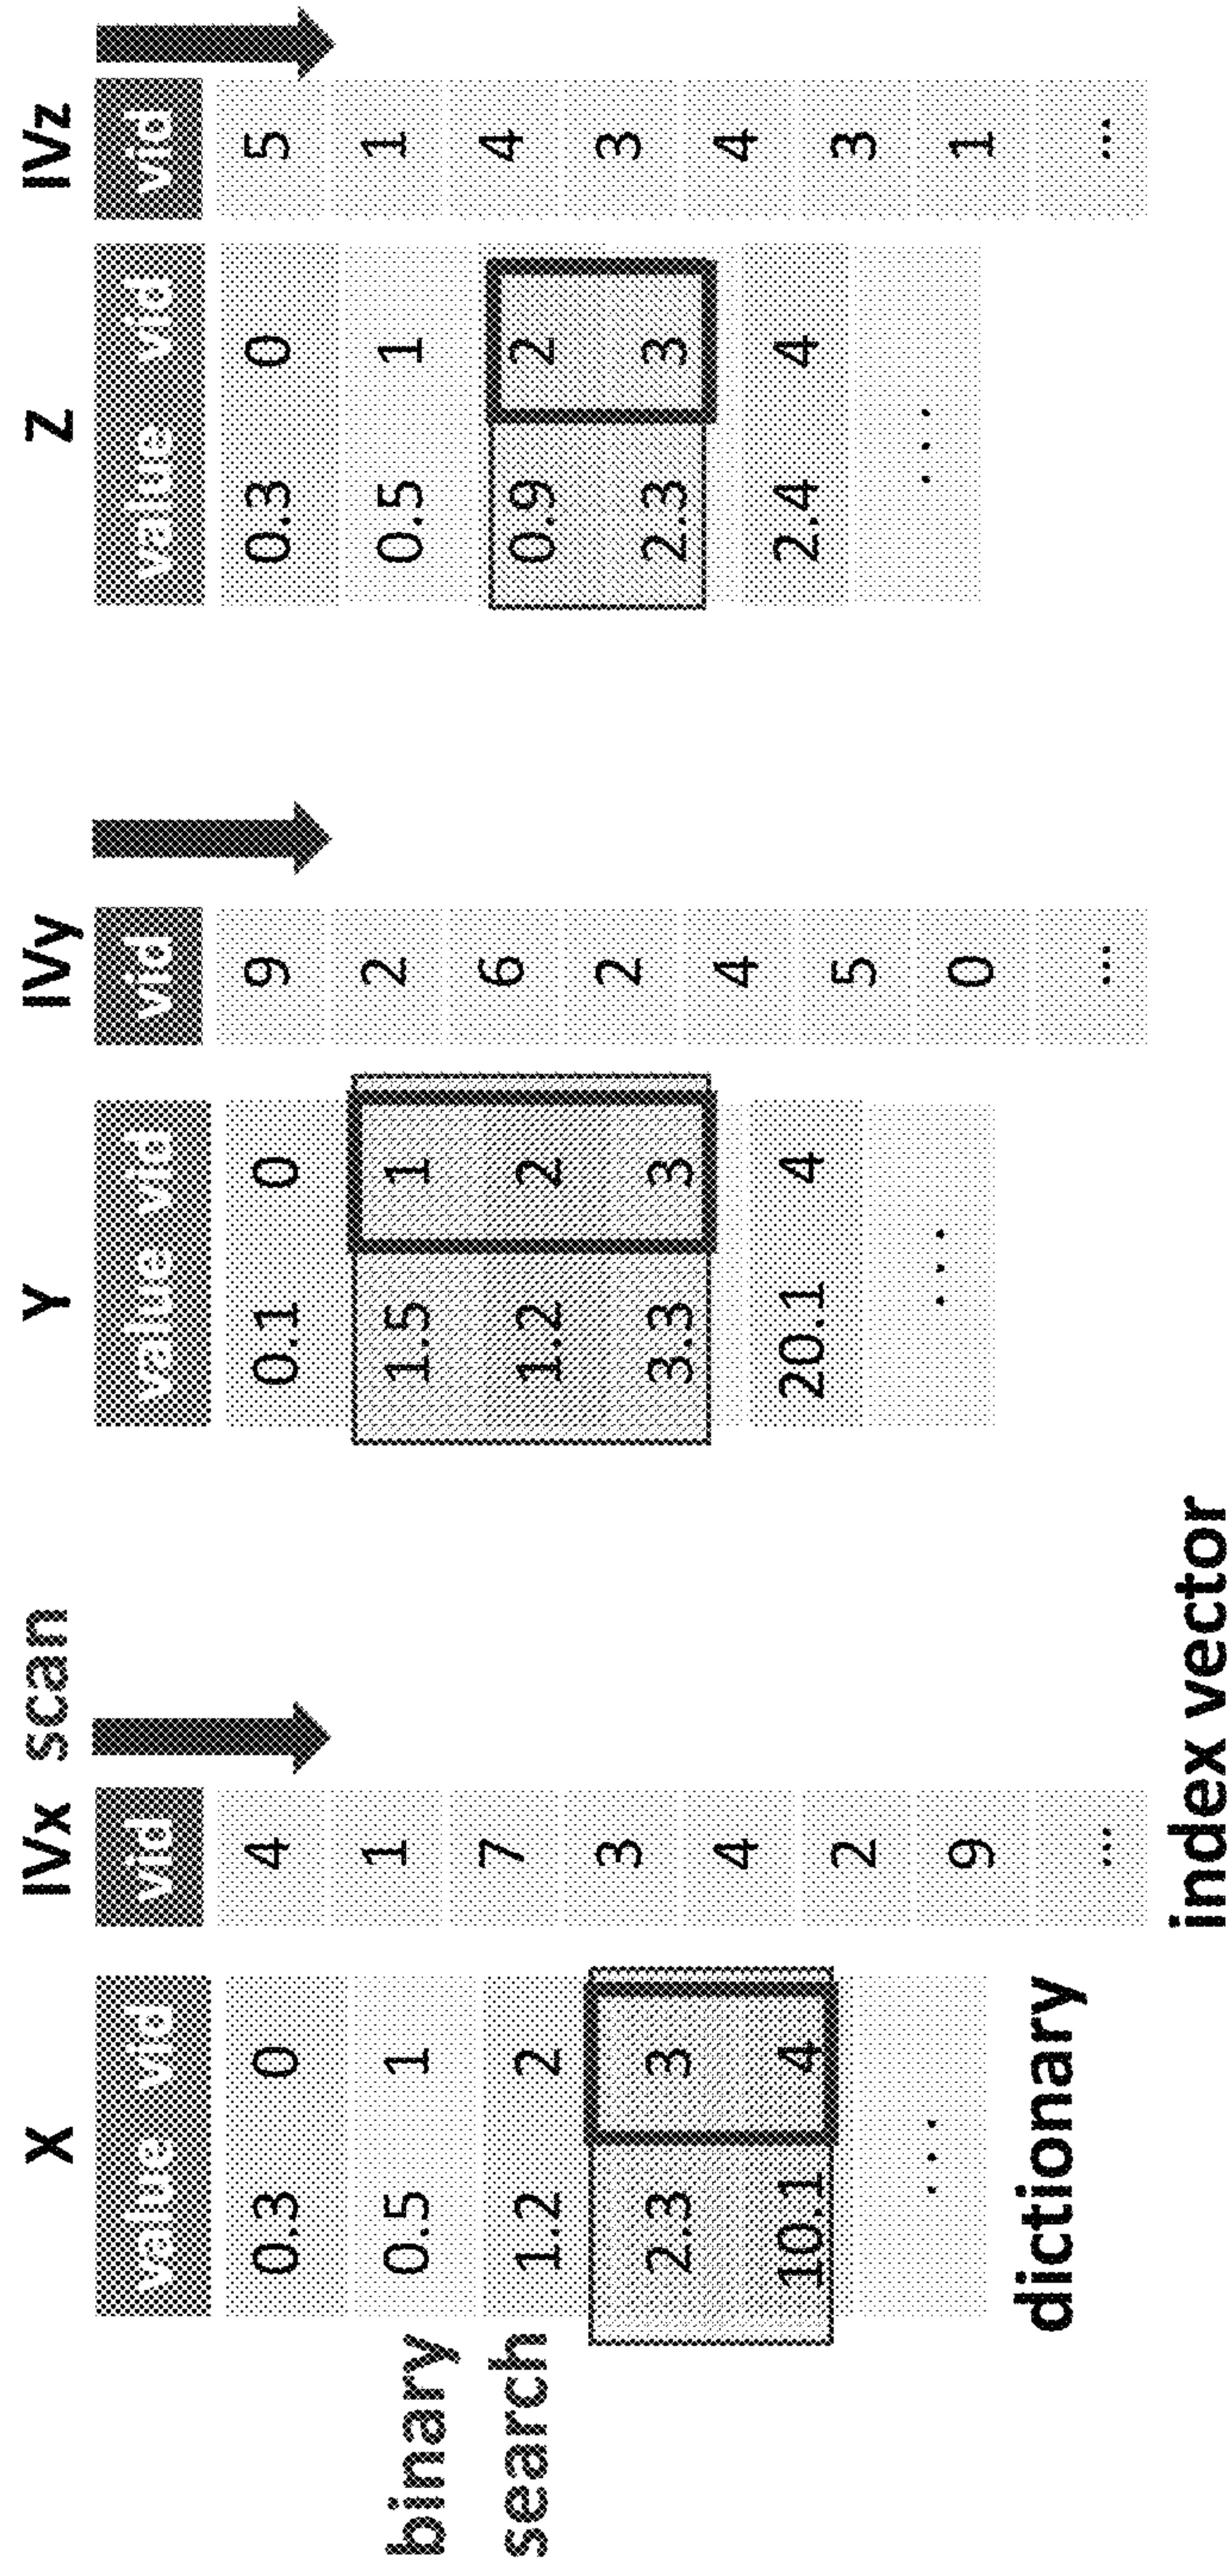 X IVx scan Y IVy Z IVz
value vid vid value vid vid value vid vid
0.3 0 4 0.1 0 9 0.3 0 5
binary 0.5 1 1 1.5 1 2 0.5 1 1
search 1.2 2 7 1.2 2 6 0.9 2 4
2.3 3 3 3.3 3 2 2.3 3 3
10.1 4 4 20.1 4 4 2.4 4 4
2 5 3
... 9 ... 0 ... 1
... ... ...
dictionary
index vector